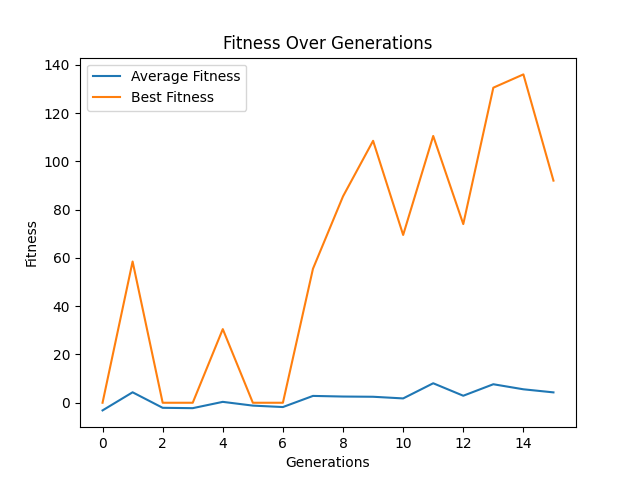 Fitness Over Generations
Average Fitness
Best Fitness
140
120
100
80
60
40
20
0
Fitness
0 2 4 6 8 10 12 14
Generations